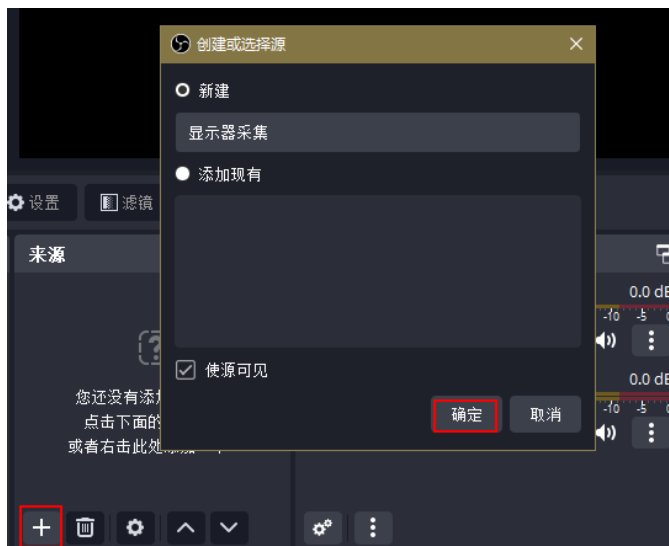 创建或选择源
新建
显示器采集
添加现有
使源可见
确定
取消
设置
滤镜
来源
您还没有添
点击下面的
或者右击此处
0.0 dB
-10 -5 0
0.0 dB
-10 -5 0